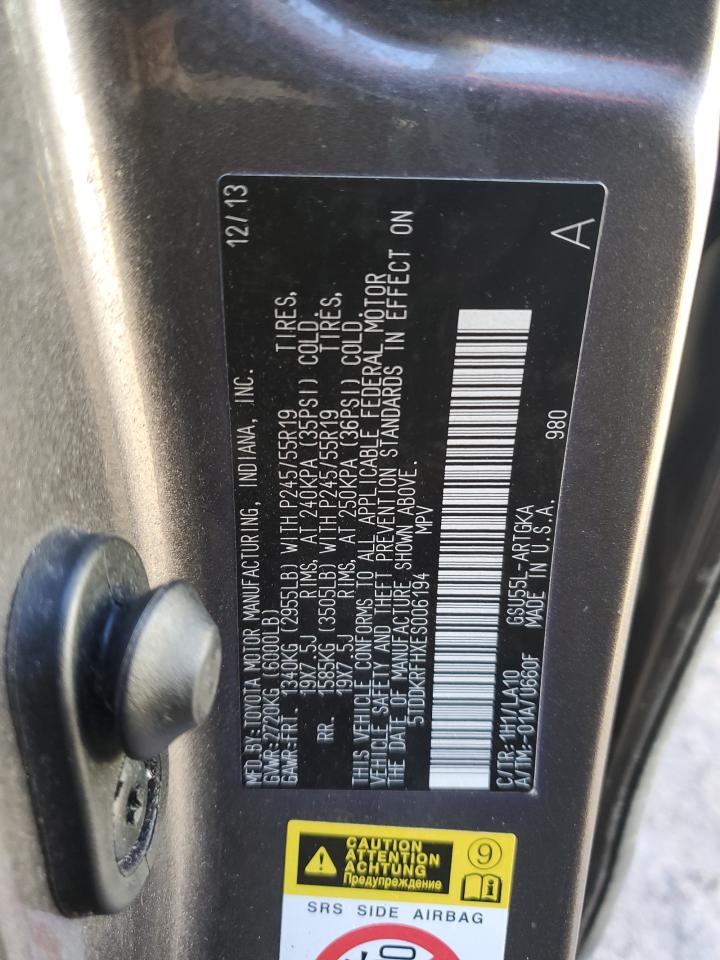 MFD.BY:TOYOTA MOTOR MANUFACTURING, INDIANA, INC. 12/13
GVWR:2720KG (6000LB)
GAWR:FRT. 1340KG (2955LB) WITH P245/55R19 TIRES,
19X7.5J RIMS, AT 240KPA (35PSI) COLD.
RR. 1585KG (3505LB) WITH P245/55R19 TIRES,
19X7.5J RIMS, AT 250KPA (36PSI) COLD.
THIS VEHICLE CONFORMS TO ALL APPLICABLE FEDERAL MOTOR
VEHICLE SAFETY AND THEFT PREVENTION STANDARDS IN EFFECT ON
THE DATE OF MANUFACTURE SHOWN ABOVE.
5TDDKRFHXES006194 MPV
C/TR:1H17LA10 GSU55L-ARTGKA
A/TM:-01A/U660F MADE IN U.S.A. 980
A
CAUTION
ATTENTION
ACHTUNG
Предупреждение
9
SRS SIDE AIRBAG